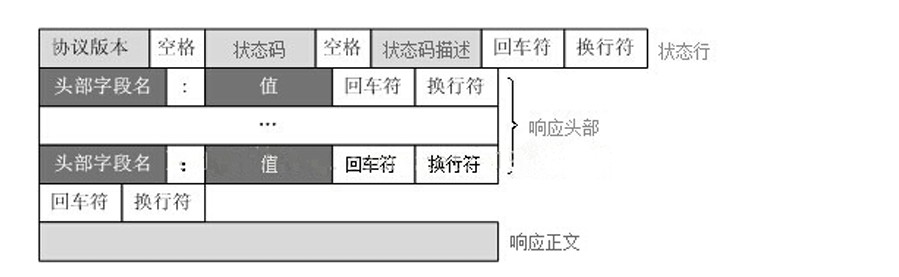 协议版本 空格 状态码 空格 状态码描述 回车符 换行符 状态行
头部字段名 : 值 回车符 换行符
...
响应头部
头部字段名 : 值 回车符 换行符
回车符 换行符
响应正文